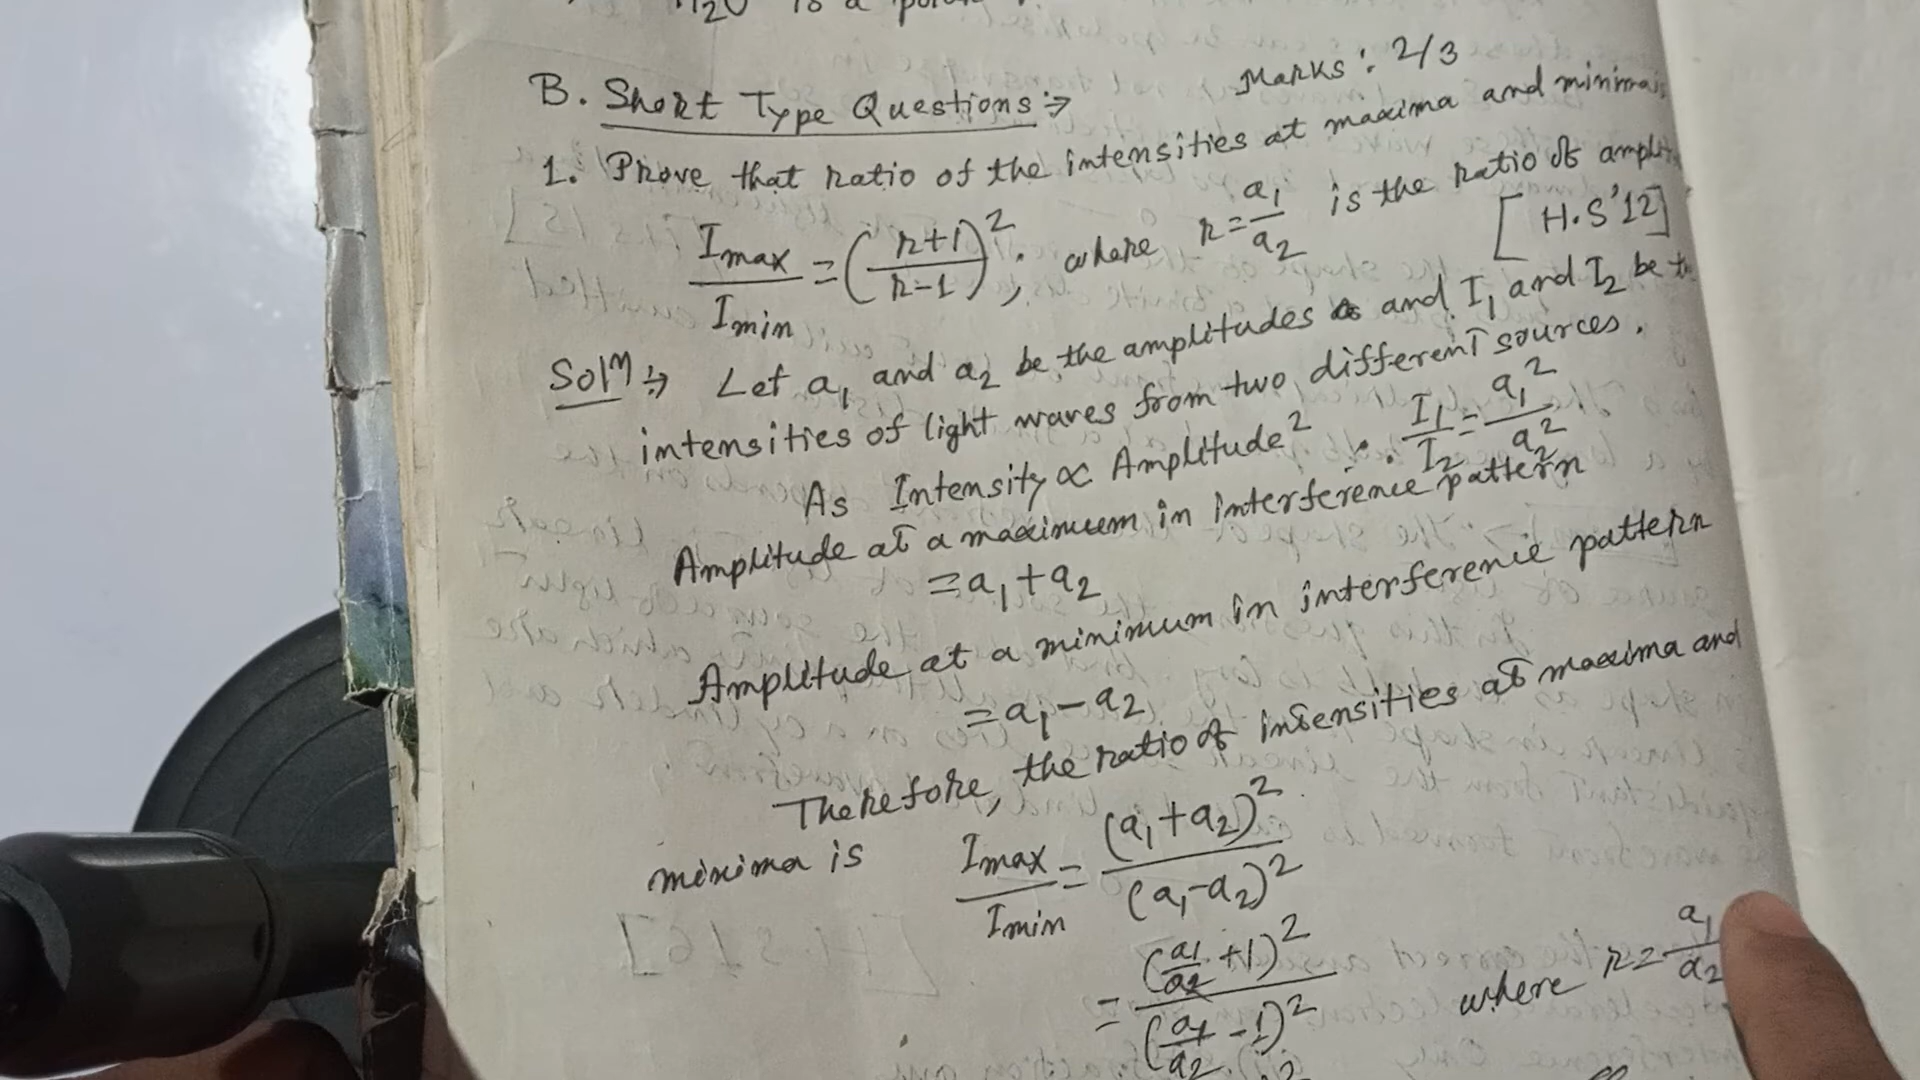 H2O is a
Marks : 2/3
B. Short Type Questions :→
1. Prove that ratio of the intensities at maxima and minima is
Imax/Imin = (r+1/r-1)², where r = a1/a2 is the ratio of
[H.S'12]
Soln :→ Let a1 and a2 be the amplitudes and I1 and I2 be
intensities of light waves from two different sources.
As Intensity ∝ Amplitude² ∴ I1/I2 = a1²/a2²
Amplitude at a maximum in interference pattern
= a1 + a2
Amplitude at a minimum in interference pattern
= a1 - a2
Therefore, the ratio of intensities at maxima and
minima is Imax/Imin = (a1+a2)²/(a1-a2)²
= (a1/a2 + 1)²/(a1/a2 - 1)² where r = a1/a2